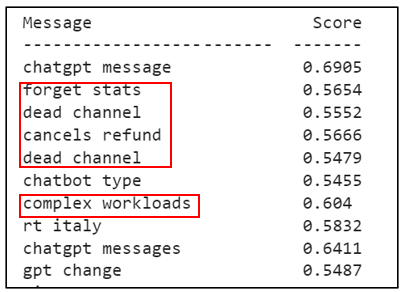 Message Score
------------------------- -------
chatgpt message 0.6905
forget stats 0.5654
dead channel 0.5552
cancels refund 0.5666
dead channel 0.5479
chatbot type 0.5455
complex workloads 0.604
rt italy 0.5832
chatgpt messages 0.6411
gpt change 0.5487